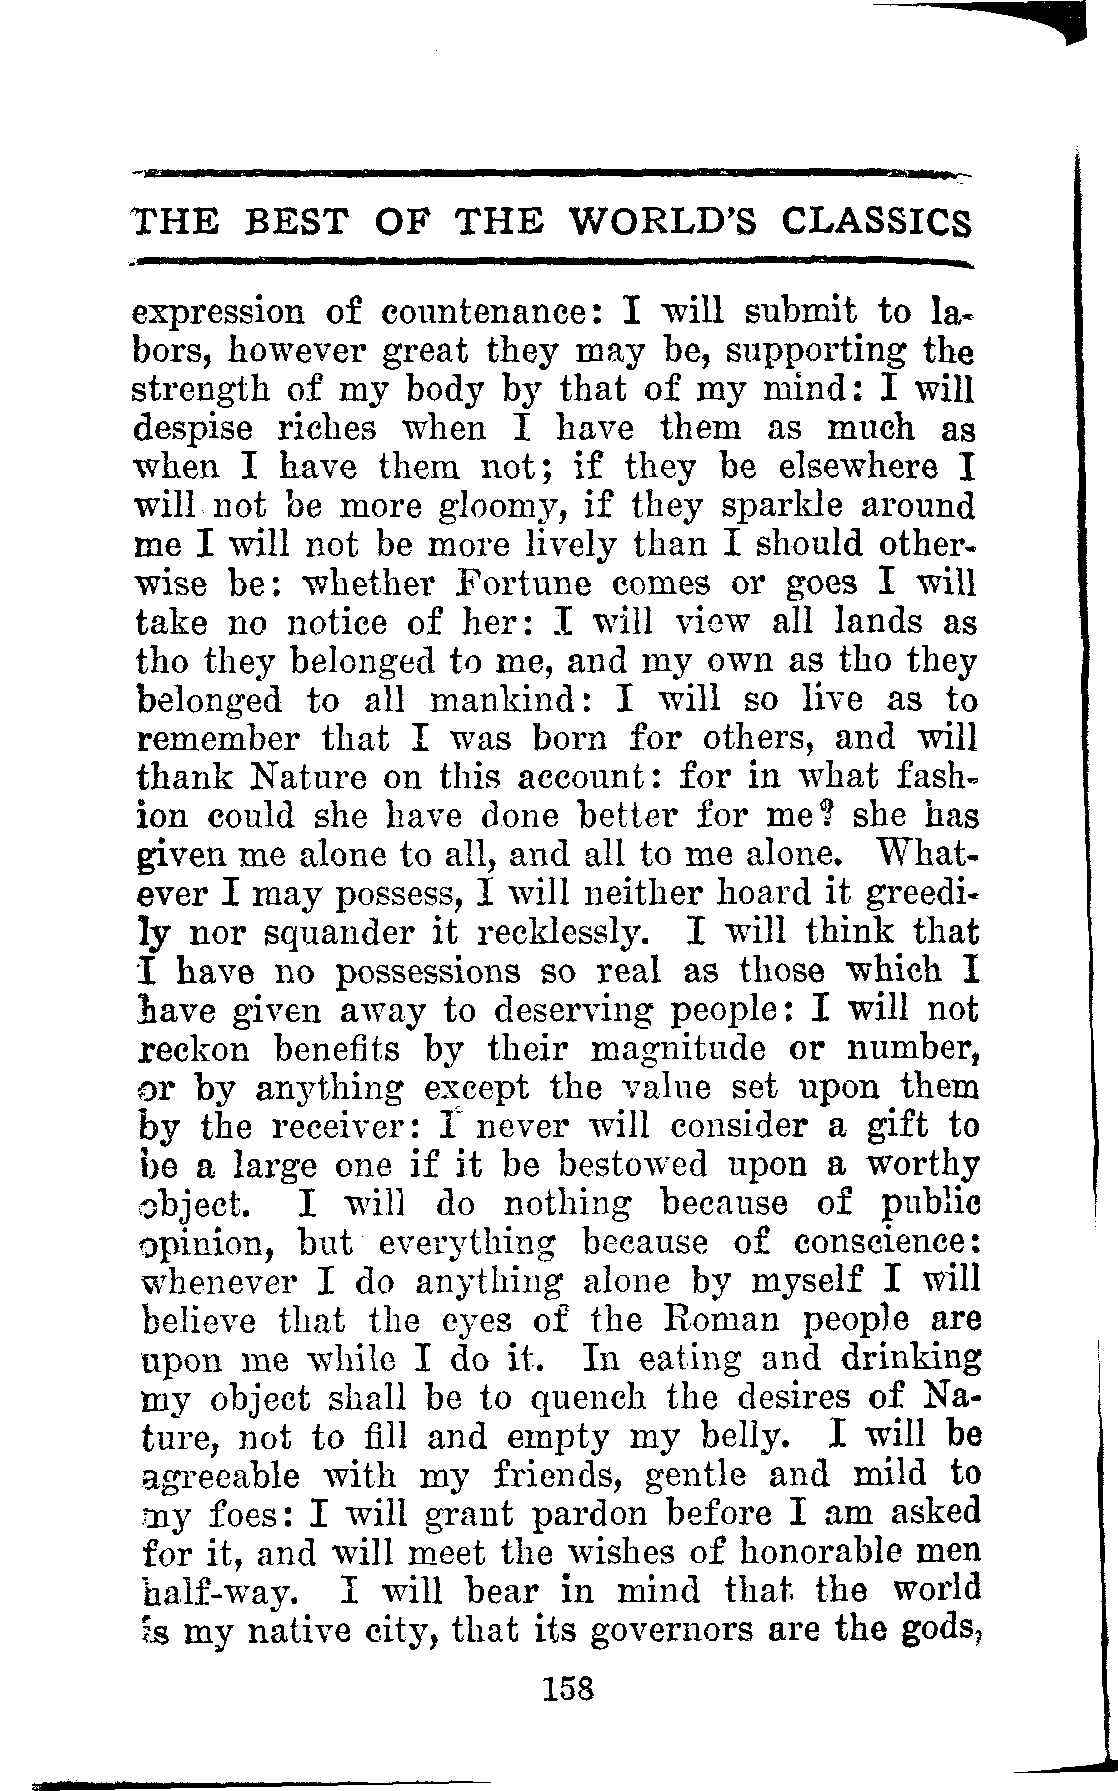 THE BEST OF THE WORLD'S CLASSICS
expression of countenance: I will submit to la-
bors, however great they may be, supporting the
strength of my body by that of my mind: I will
despise riches when I have them as much as
when I have them not; if they be elsewhere I
will not be more gloomy, if they sparkle around
me I will not be more lively than I should other-
wise be: whether Fortune comes or goes I will
take no notice of her: I will view all lands as
tho they belonged to me, and my own as tho they
belonged to all mankind: I will so live as to
remember that I was born for others, and will
thank Nature on this account: for in what fash-
ion could she have done better for me? she has
given me alone to all, and all to me alone. What-
ever I may possess, I will neither hoard it greedi-
ly nor squander it recklessly. I will think that
I have no possessions so real as those which I
have given away to deserving people: I will not
reckon benefits by their magnitude or number,
or by anything except the value set upon them
by the receiver: I never will consider a gift to
be a large one if it be bestowed upon a worthy
object. I will do nothing because of public
opinion, but everything because of conscience:
whenever I do anything alone by myself I will
believe that the eyes of the Roman people are
upon me while I do it. In eating and drinking
my object shall be to quench the desires of Na-
ture, not to fill and empty my belly. I will be
agreeable with my friends, gentle and mild to
my foes: I will grant pardon before I am asked
for it, and will meet the wishes of honorable men
half-way. I will bear in mind that the world
is my native city, that its governors are the gods,
158